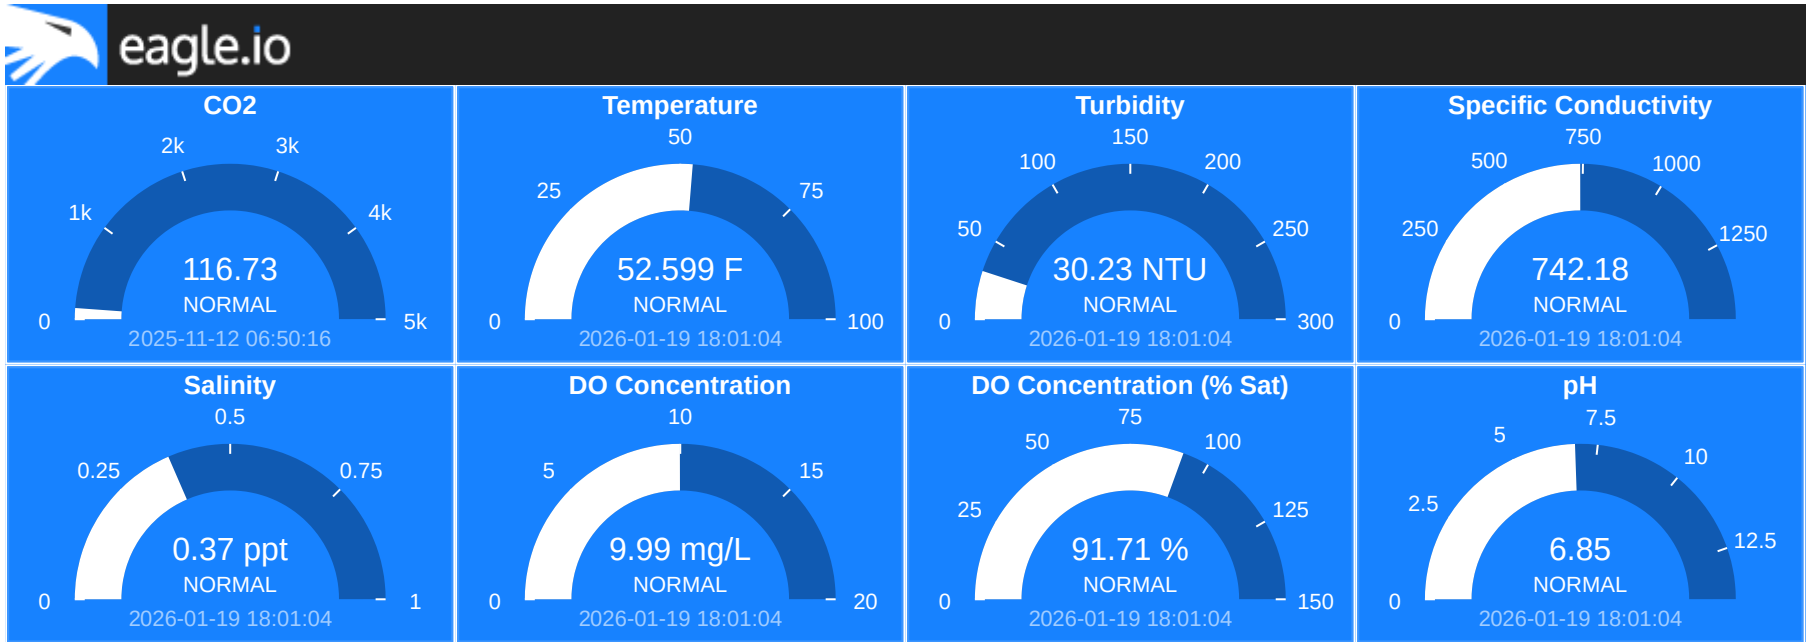 eagle.io
CO2
0
1k
2k
3k
4k
5k
116.73
NORMAL
2025-11-12 06:50:16
Temperature
0
25
50
75
100
52.599 F
NORMAL
2026-01-19 18:01:04
Turbidity
0
50
100
150
200
250
300
30.23 NTU
NORMAL
2026-01-19 18:01:04
Specific Conductivity
0
250
500
750
1000
1250
742.18
NORMAL
2026-01-19 18:01:04
Salinity
0
0.25
0.5
0.75
1
0.37 ppt
NORMAL
2026-01-19 18:01:04
DO Concentration
0
5
10
15
20
9.99 mg/L
NORMAL
2026-01-19 18:01:04
DO Concentration (% Sat)
0
25
50
75
100
125
150
91.71 %
NORMAL
2026-01-19 18:01:04
pH
0
2.5
5
7.5
10
12.5
6.85
NORMAL
2026-01-19 18:01:04